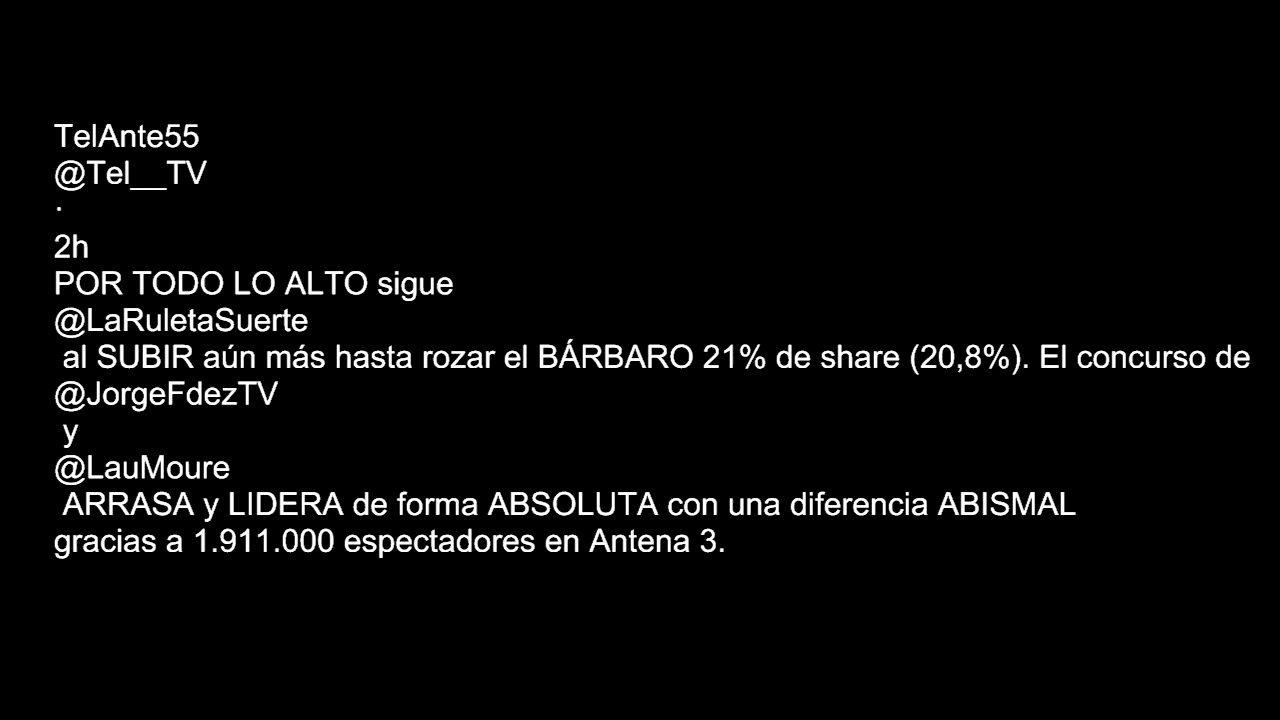 TelAnte55
@Tel__TV
·
2h
POR TODO LO ALTO sigue
@LaRuletaSuerte
al SUBIR aún más hasta rozar el BÁRBARO 21% de share (20,8%). El concurso de
@JorgeFdezTV
y
@LauMoure
ARRASA y LIDERA de forma ABSOLUTA con una diferencia ABISMAL
gracias a 1.911.000 espectadores en Antena 3.